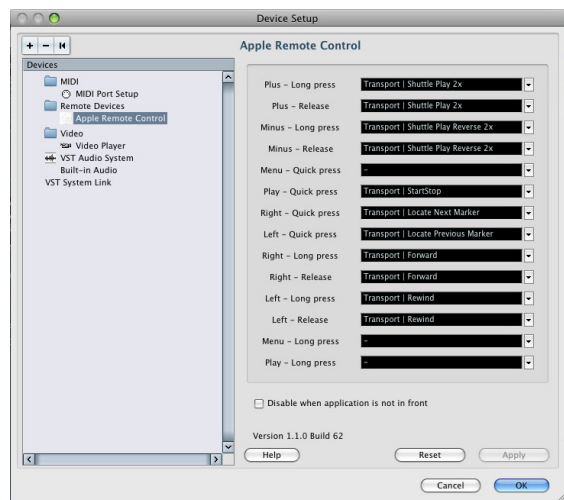 Device Setup
+ -
Apple Remote Control
Devices
MIDI
MIDI Port Setup
Remote Devices
Apple Remote Control
Video
Video Player
VST Audio System
Built-in Audio
VST System Link
Plus - Long press
Transport | Shuttle Play 2x
Plus - Release
Transport | Shuttle Play 2x
Minus - Long press
Transport | Shuttle Play Reverse 2x
Minus - Release
Transport | Shuttle Play Reverse 2x
Menu - Quick press
-
Play - Quick press
Transport | StartStop
Right - Quick press
Transport | Locate Next Marker
Left - Quick press
Transport | Locate Previous Marker
Right - Long press
Transport | Forward
Right - Release
Transport | Forward
Left - Long press
Transport | Rewind
Left - Release
Transport | Rewind
Menu - Long press
-
Play - Long press
-
Disable when application is not in front
Version 1.1.0 Build 62
Help
Reset
Apply
Cancel
OK